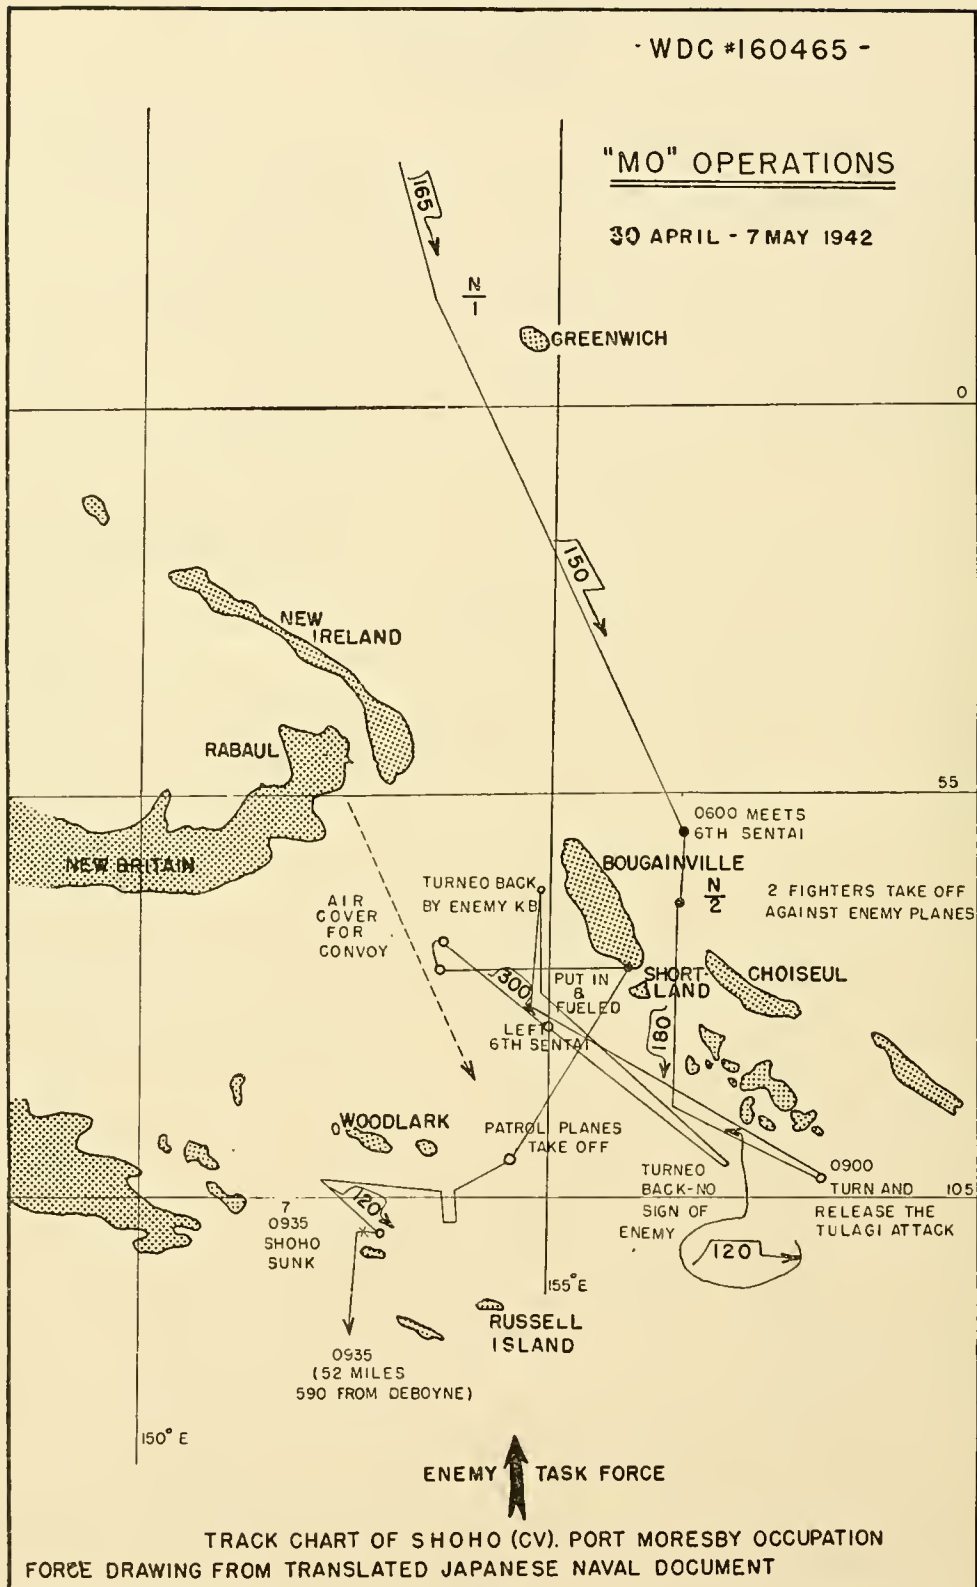 - WDC #160465 -
"MO" OPERATIONS
30 APRIL - 7 MAY 1942
165
N/1
GREENWICH
0
150
NEW
IRELAND
RABAUL
55
0600 MEETS
6TH SENTAI
NEW BRITAIN
BOUGAINVILLE
TURNEO BACK
BY ENEMY KB
N/2
2 FIGHTERS TAKE OFF
AGAINST ENEMY PLANES
AIR
COVER
FOR
CONVOY
300
PUT IN
&
FUELED
SHORT-
LAND
CHOISEUL
LEFT
6TH SENTAI
180
WOODLARK
PATROL PLANES
TAKE OFF
TURNEO
BACK-NO
SIGN OF
ENEMY
0900
TURN AND
RELEASE THE
TULAGI ATTACK
105
120
7
0935
SHOHO
SUNK
120
155° E
RUSSELL
ISLAND
0935
(52 MILES
590 FROM DEBOYNE)
150° E
ENEMY TASK FORCE
TRACK CHART OF SHOHO (CV). PORT MORESBY OCCUPATION
FORCE DRAWING FROM TRANSLATED JAPANESE NAVAL DOCUMENT